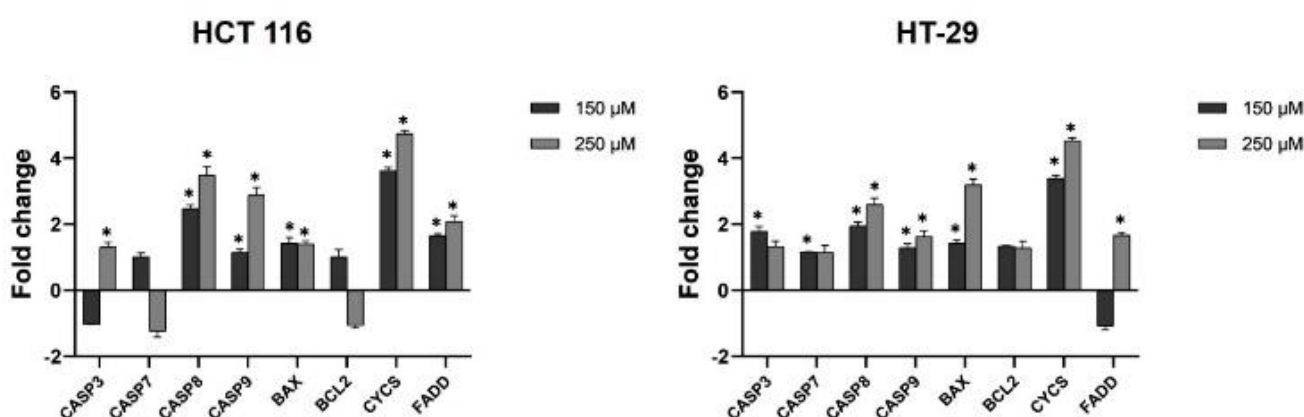 HCT 116
Fold change
6
4
2
0
-2
* * * * * * * * * * * *
150 µM
250 µM
CASP3
CASP7
CASP8
CASP9
BAX
BCL2
CYCS
FADD
HT-29
Fold change
6
4
2
0
-2
* * * * * * * * * * *
150 µM
250 µM
CASP3
CASP7
CASP8
CASP9
BAX
BCL2
CYCS
FADD